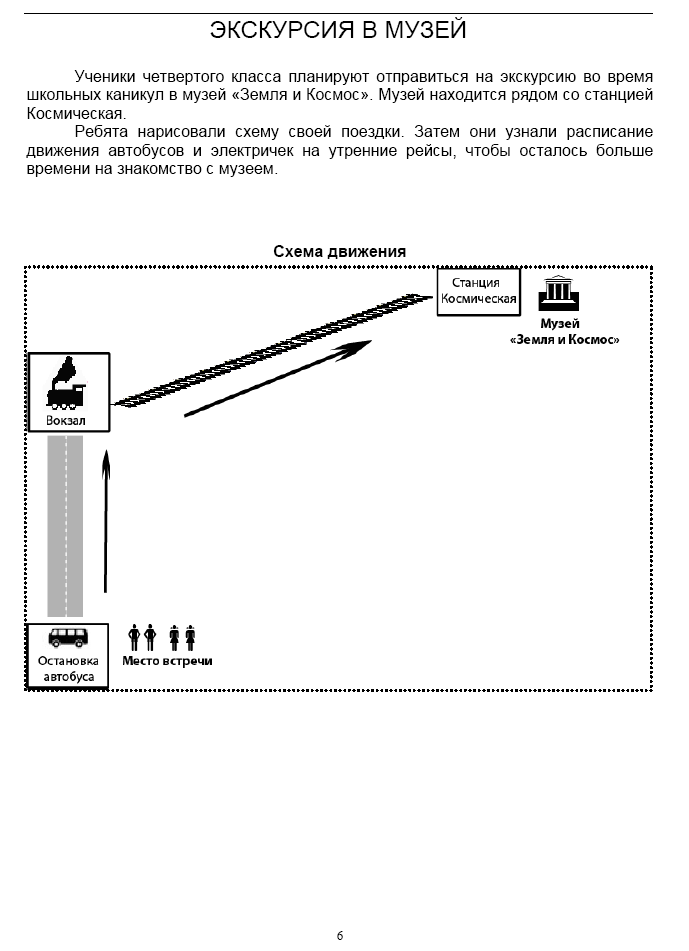 ЭКСКУРСИЯ В МУЗЕЙ
Ученики четвертого класса планируют отправиться на экскурсию во время
школьных каникул в музей «Земля и Космос». Музей находится рядом со станцией
Космическая.
Ребята нарисовали схему своей поездки. Затем они узнали расписание
движения автобусов и электричек на утренние рейсы, чтобы осталось больше
времени на знакомство с музеем.
Схема движения
Станция
Космическая
Музей
«Земля и Космос»
Вокзал
Остановка
автобуса
Место встречи
6